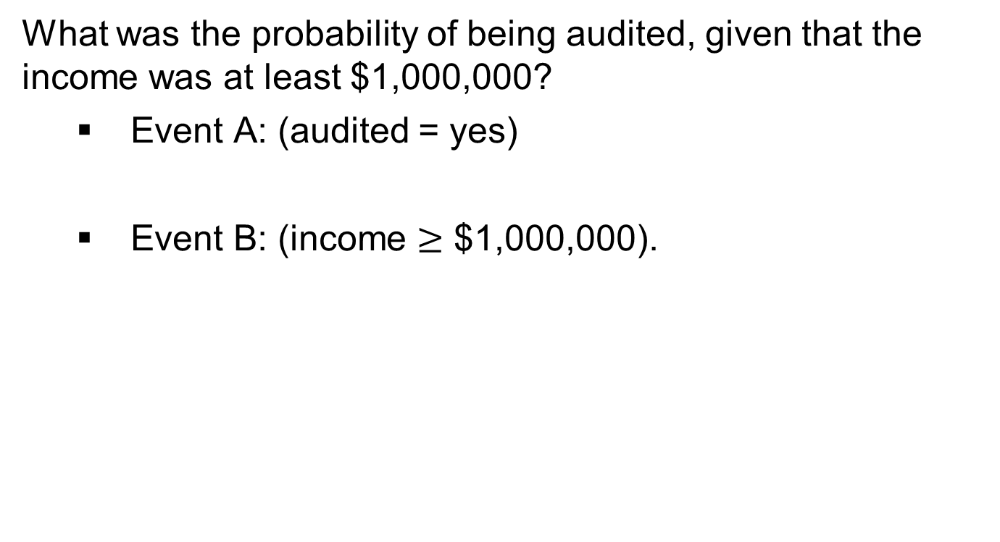 What was the probability of being audited, given that the
income was at least $1,000,000?
▪ Event A: (audited = yes)
▪ Event B: (income ≥ $1,000,000).